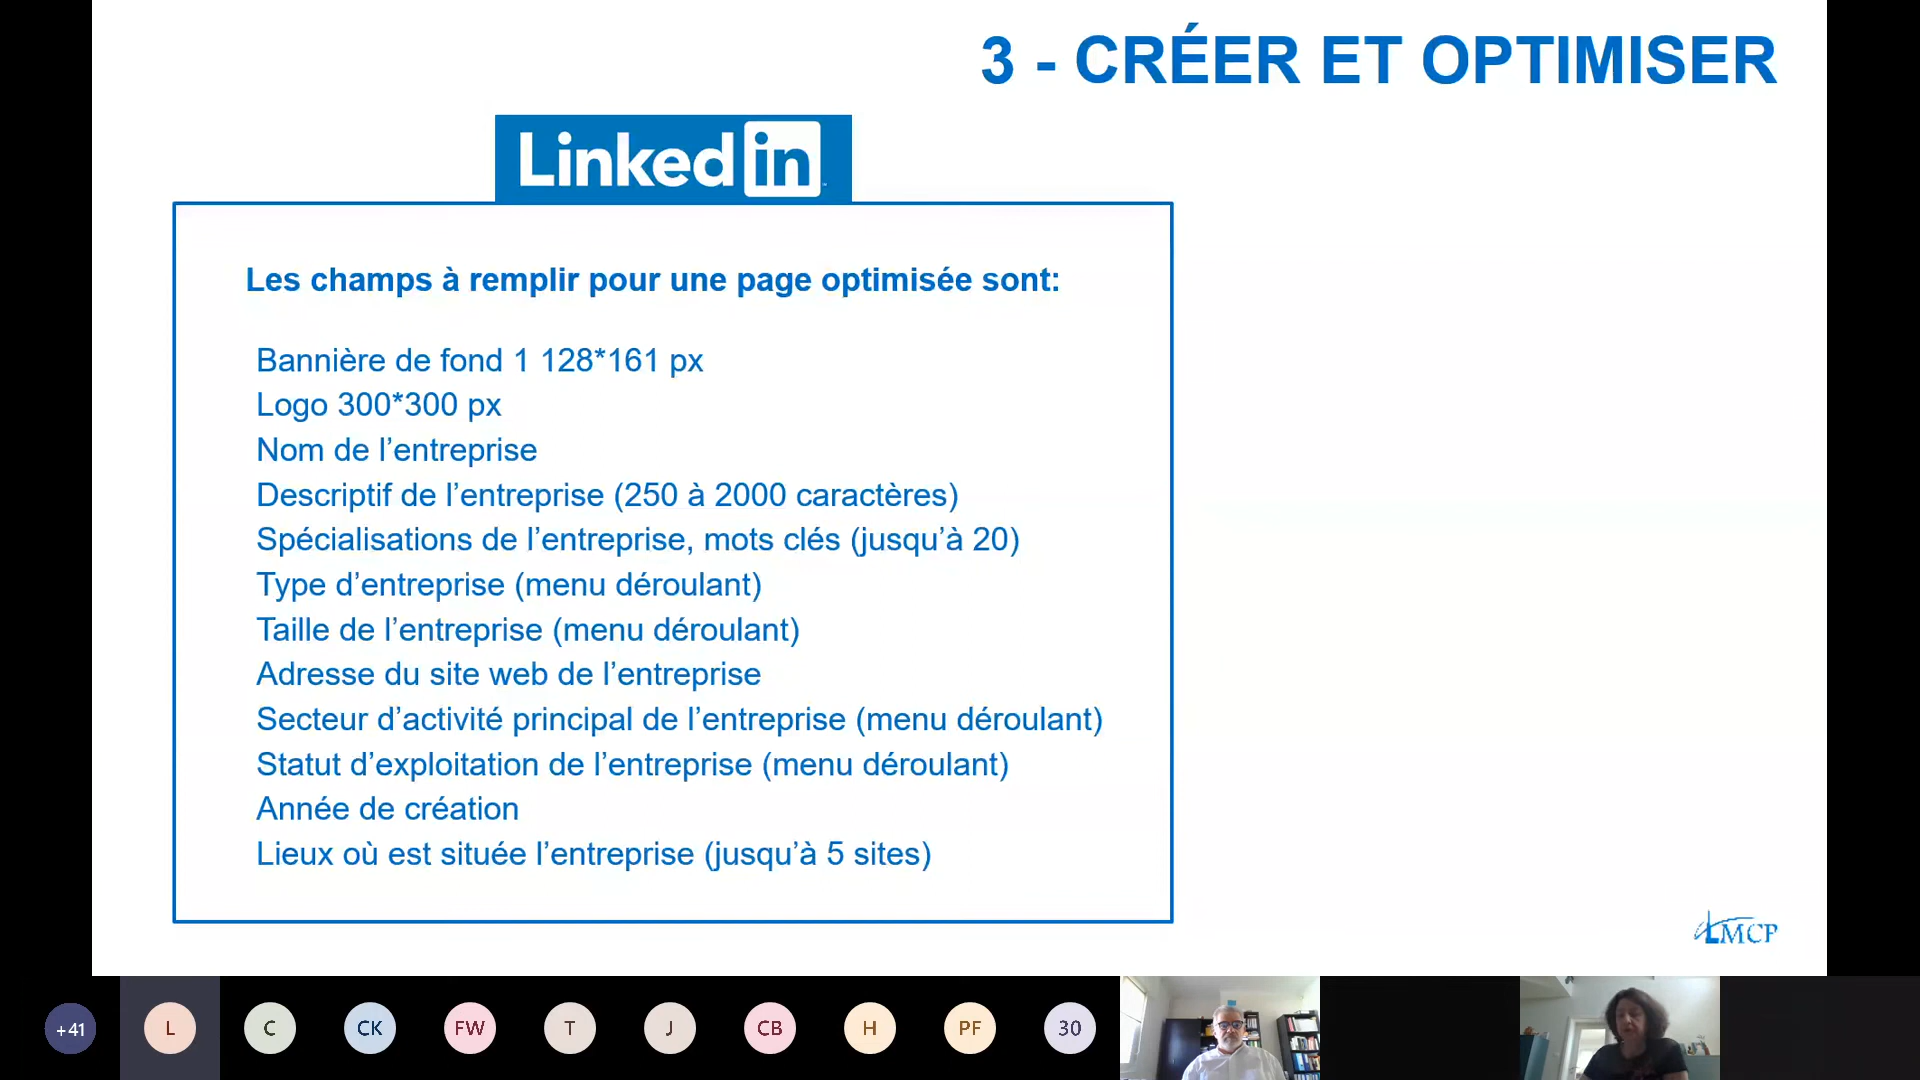 3 - CRÉER ET OPTIMISER
Linked in
Les champs à remplir pour une page optimisée sont:
Bannière de fond 1 128*161 px
Logo 300*300 px
Nom de l’entreprise
Descriptif de l’entreprise (250 à 2000 caractères)
Spécialisations de l’entreprise, mots clés (jusqu’à 20)
Type d’entreprise (menu déroulant)
Taille de l’entreprise (menu déroulant)
Adresse du site web de l’entreprise
Secteur d’activité principal de l’entreprise (menu déroulant)
Statut d’exploitation de l’entreprise (menu déroulant)
Année de création
Lieux où est située l’entreprise (jusqu’à 5 sites)
LMCP
+41 L C CK FW T J CB H PF 30